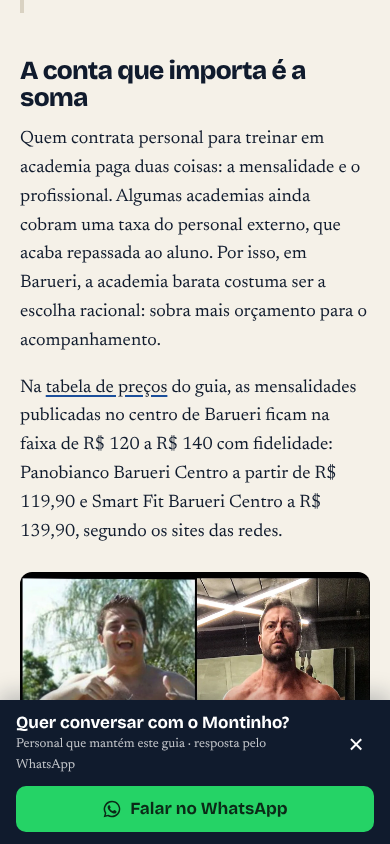 A conta que importa é a
soma
Quem contrata personal para treinar em
academia paga duas coisas: a mensalidade e o
profissional. Algumas academias ainda
cobram uma taxa do personal externo, que
acaba repassada ao aluno. Por isso, em
Barueri, a academia barata costuma ser a
escolha racional: sobra mais orçamento para o
acompanhamento.
Na tabela de preços do guia, as mensalidades
publicadas no centro de Barueri ficam na
faixa de R$ 120 a R$ 140 com fidelidade:
Panobianco Barueri Centro a partir de R$
119,90 e Smart Fit Barueri Centro a R$
139,90, segundo os sites das redes.
Quer conversar com o Montinho?
Personal que mantém este guia · resposta pelo
WhatsApp
Falar no WhatsApp